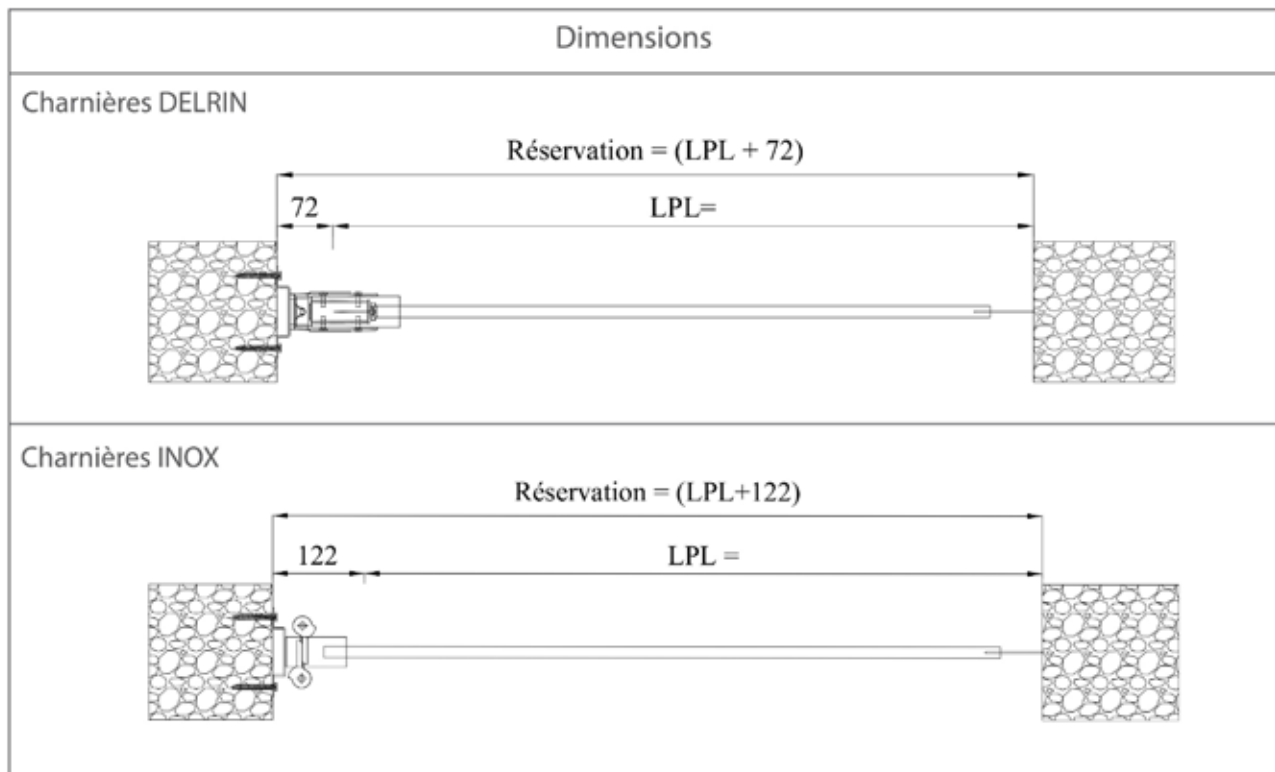 Dimensions
Charnières DELRIN
Réservation = (LPL + 72)
72 LPL=
Charnières INOX
Réservation = (LPL+122)
122 LPL =